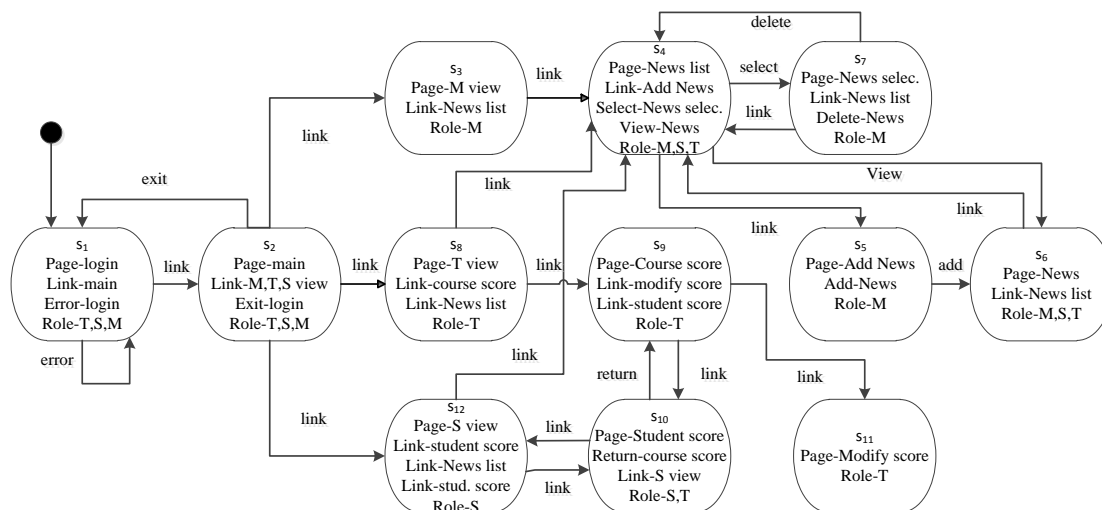 delete
s3
Page-M view
Link-News list
Role-M
link
s4
Page-News list
Link-Add News
Select-News selec.
View-News
Role-M,S,T
select
link
s7
Page-News selec.
Link-News list
Delete-News
Role-M
link
exit
link
View
link
link
s1
Page-login
Link-main
Error-login
Role-T,S,M
link
s2
Page-main
Link-M,T,S view
Exit-login
Role-T,S,M
link
s8
Page-T view
Link-course score
Link-News list
Role-T
link
s9
Page-Course score
Link-modify score
Link-student score
Role-T
s5
Page-Add News
Add-News
Role-M
add
s6
Page-News
Link-News list
Role-M,S,T
error
link
return
link
link
link
s12
Page-S view
Link-student score
Link-News list
Link-stud. score
Role-S
link
link
s10
Page-Student score
Return-course score
Link-S view
Role-S,T
s11
Page-Modify score
Role-T